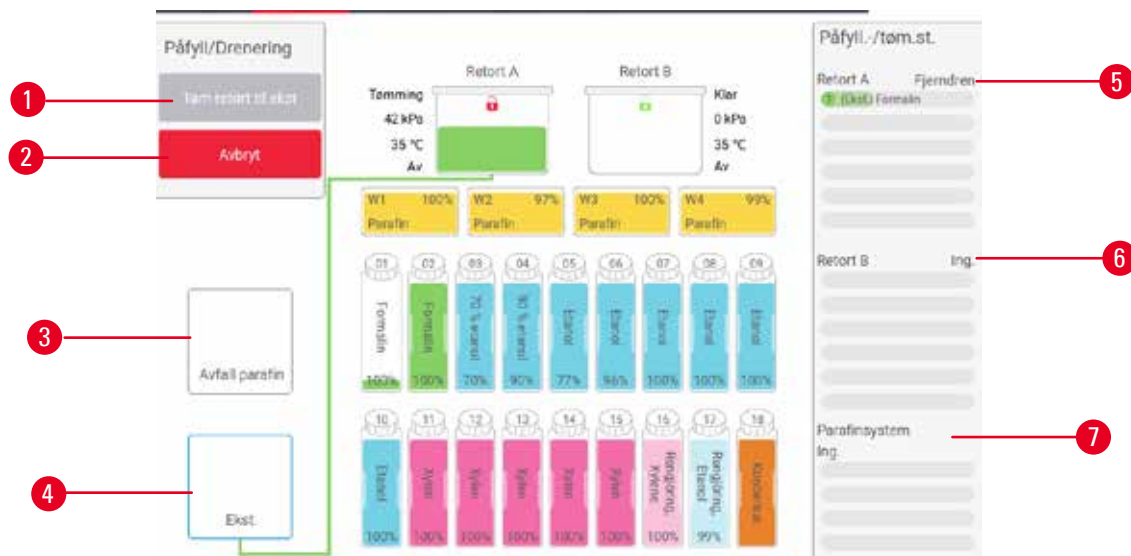 Påfyll/Drenering
Tøm retort til ekst
Avbryt
Avfall parafin
Ekst
Retort A
Retort B
Tømming
42 kPa
35 °C
Av
Klar
0 kPa
35 °C
Av
W1 100%
Parafin
W2 97%
Parafin
W3 100%
Parafin
W4 99%
Parafin
01 02 03 04 05 06 07 08 09
Formalin
Formalin
70 % etanol
90 % etanol
Etanol
Etanol
Etanol
Etanol
Etanol
100% 100% 70% 90% 77% 96% 100% 100% 100%
10 11 12 13 14 15 16 17 18
Etanol
Xylen
Xylen
Xylen
Xylen
Xylen
Rengjøring, Xylene
Rengjøring, Etanol
Kondensat
100% 100% 100% 100% 100% 100% 100% 99%
Påfyll.-/tøm.st.
Retort A Fjerndren
(Ekst) Formalin
Retort B Ing.
Parafinsystem
Ing.
1
2
3
4
5
6
7